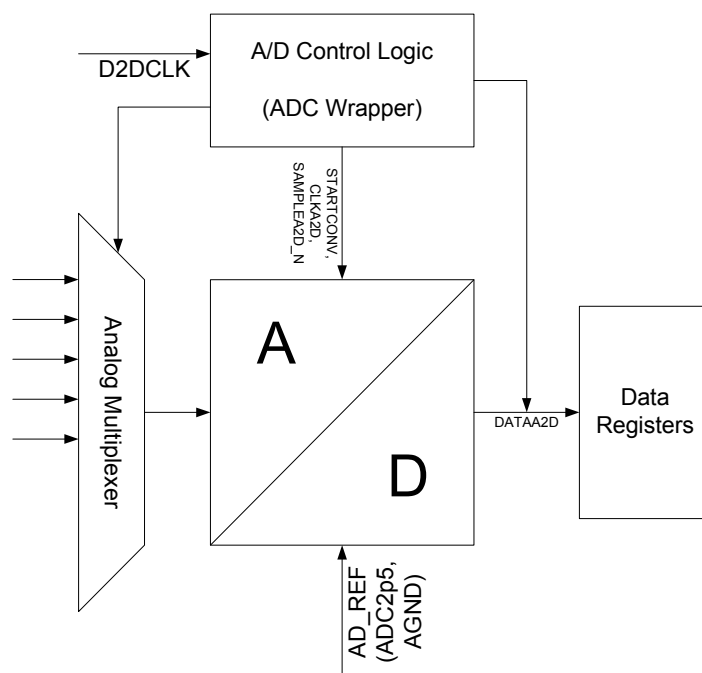 A/D Control Logic
(ADC Wrapper)
D2DCLK
STARTCONV,
CLKA2D,
SAMPLEA2D_N
Analog Multiplexer
A
D
DATAA2D
Data
Registers
AD_REF
(ADC2p5,
AGND)